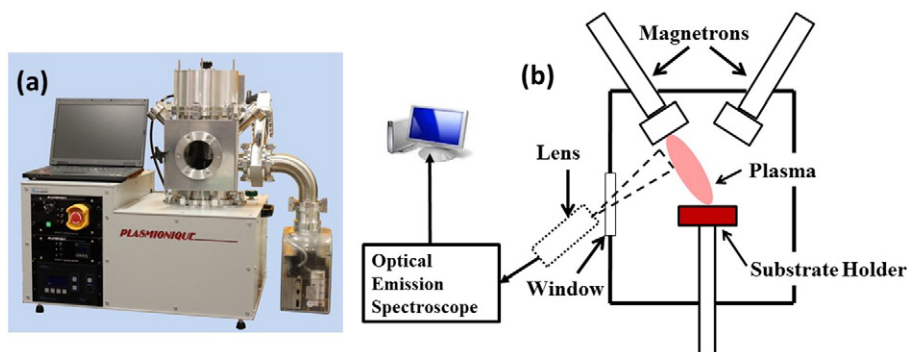 (a)
PLASMIONIQUE
(b)
Magnetrons
Lens
Plasma
Optical
Emission
Spectroscope
Window
Substrate Holder